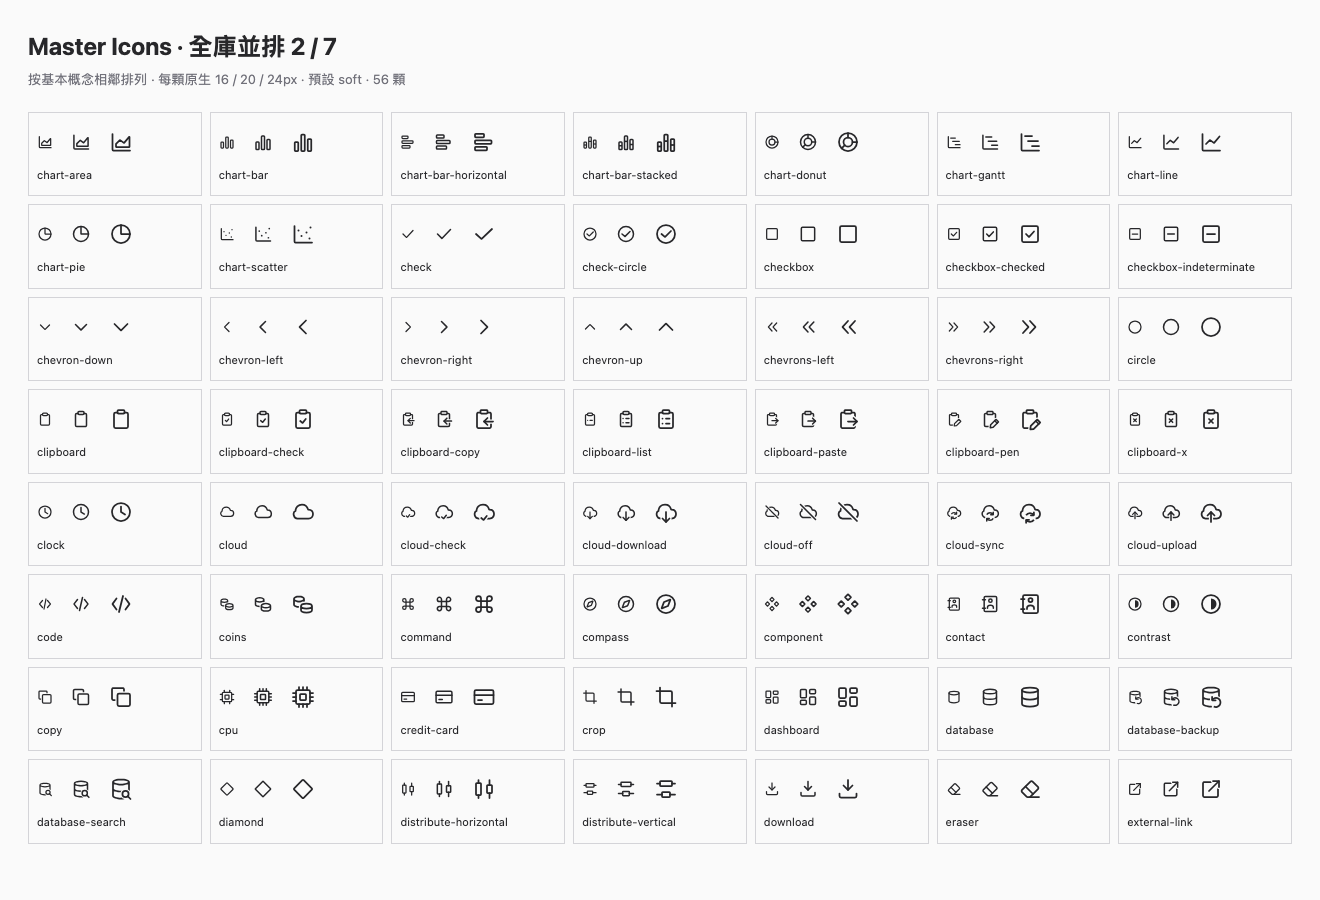 Master Icons · 全庫並排 2 / 7
按基本概念相鄰排列 · 每顆原生 16 / 20 / 24px · 預設 soft · 56 顆
chart-area
chart-bar
chart-bar-horizontal
chart-bar-stacked
chart-donut
chart-gantt
chart-line
chart-pie
chart-scatter
check
check-circle
checkbox
checkbox-checked
checkbox-indeterminate
chevron-down
chevron-left
chevron-right
chevron-up
chevrons-left
chevrons-right
circle
clipboard
clipboard-check
clipboard-copy
clipboard-list
clipboard-paste
clipboard-pen
clipboard-x
clock
cloud
cloud-check
cloud-download
cloud-off
cloud-sync
cloud-upload
code
coins
command
compass
component
contact
contrast
copy
cpu
credit-card
crop
dashboard
database
database-backup
database-search
diamond
distribute-horizontal
distribute-vertical
download
eraser
external-link